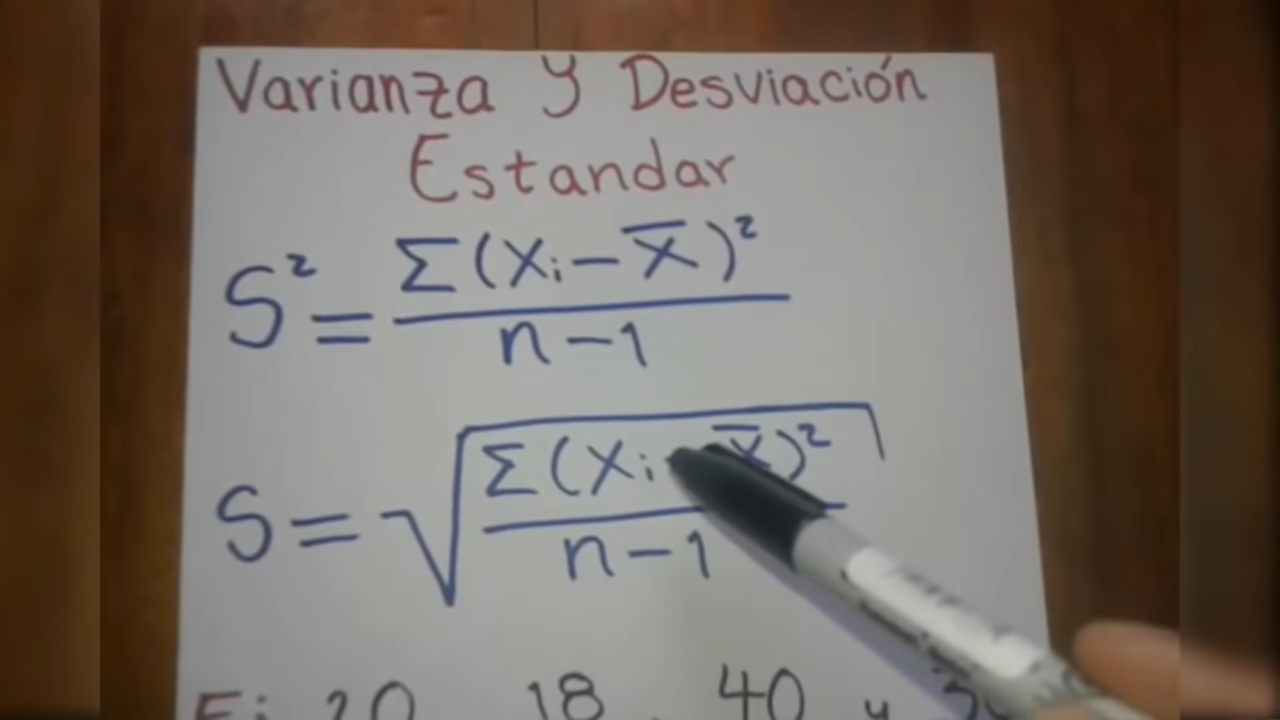 Varianza y Desviación
Estandar
S² = Σ(Xᵢ - X̅)² / n - 1
S = √(Σ(Xᵢ - X̅)² / n - 1)
18, 40 y